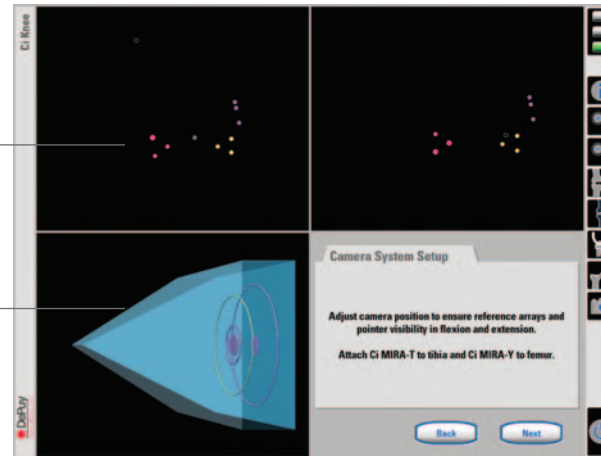 Ci Knee
Camera System Setup
Adjust camera position to ensure reference arrays and
pointer visibility in flexion and extension.
Attach Ci MIRA-T to tibia and Ci MIRA-Y to femur.
Back
Next
DePuy